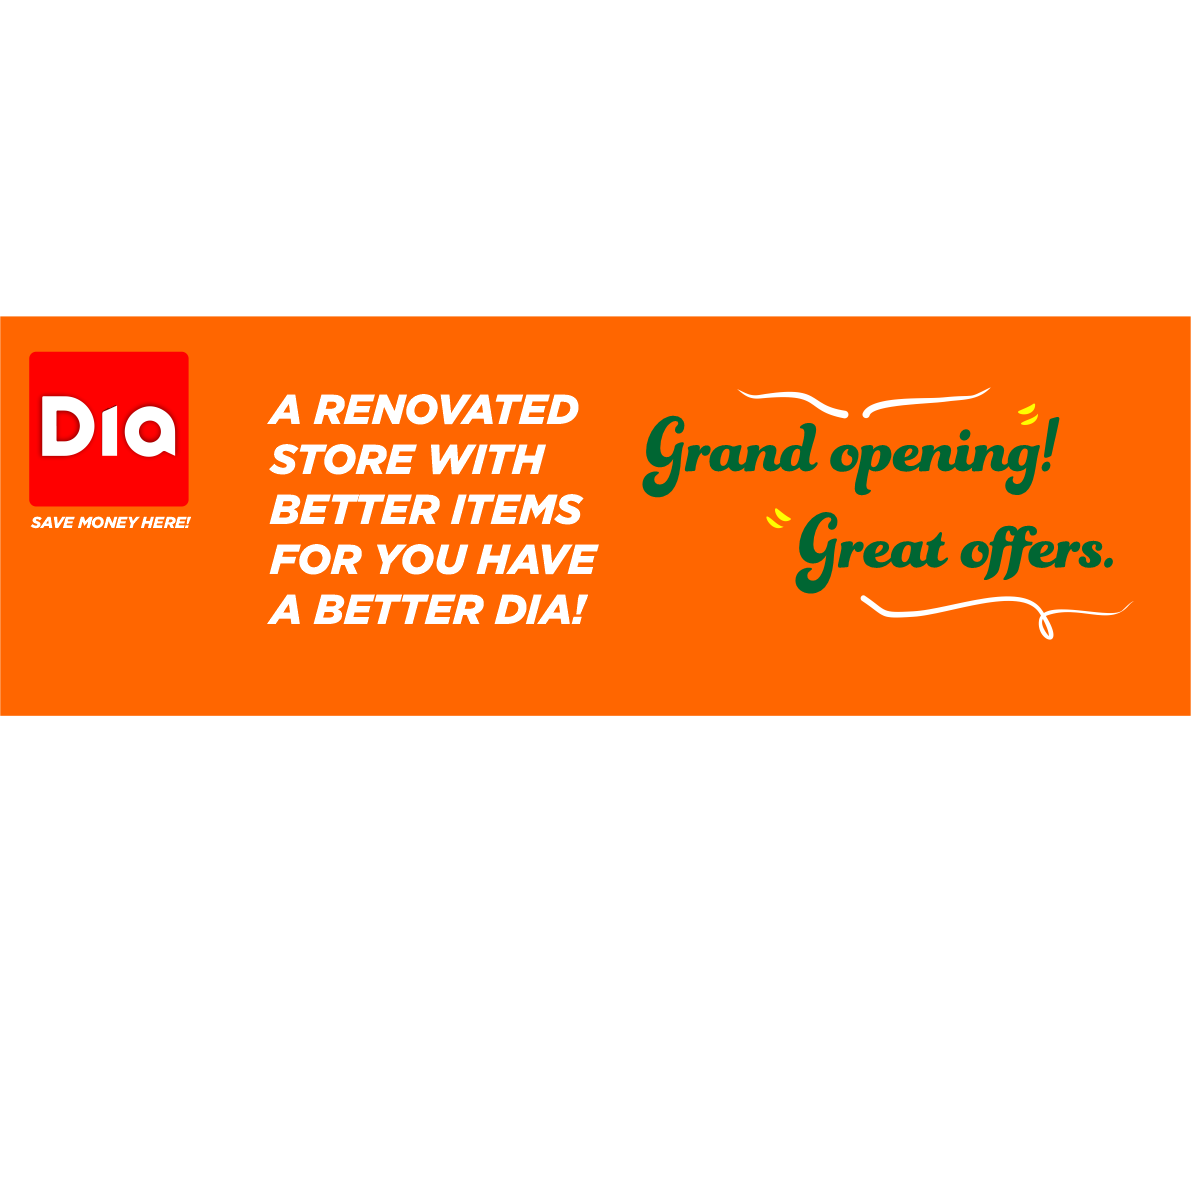 Dia
SAVE MONEY HERE!
A RENOVATED
STORE WITH
BETTER ITEMS
FOR YOU HAVE
A BETTER DIA!
Grand opening!
Great offers.